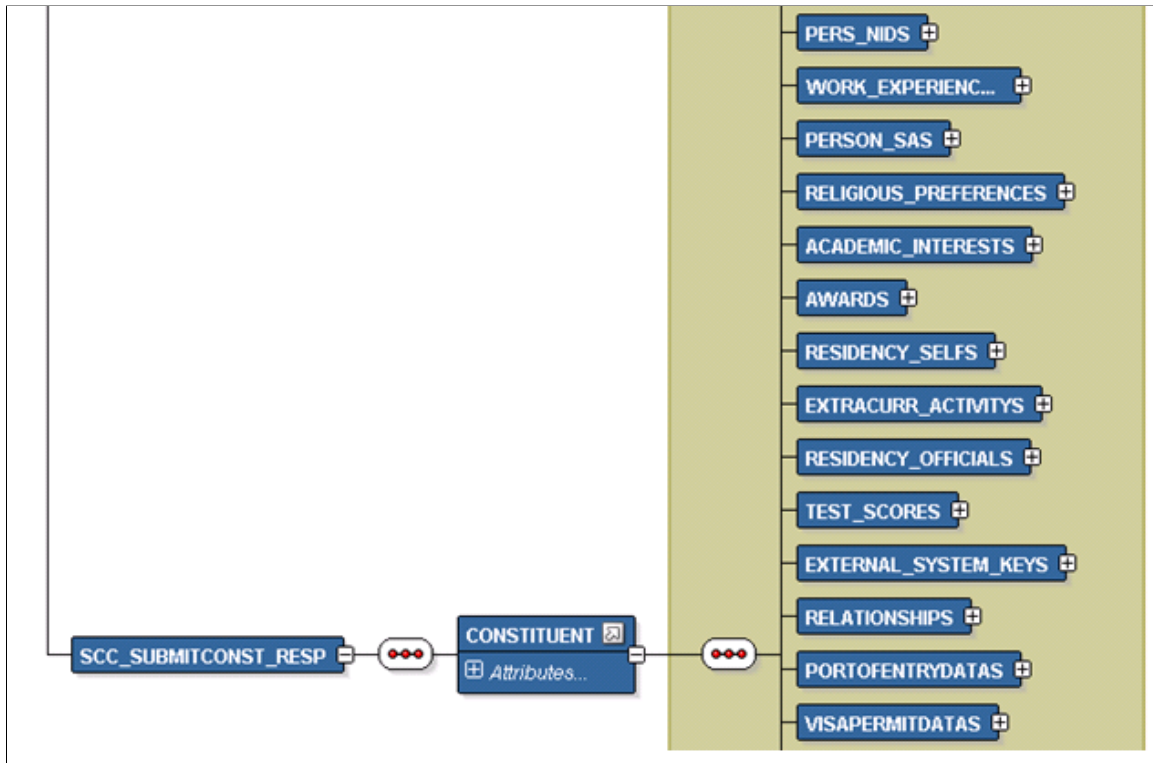 PERS_NIDS
WORK_EXPERIENC...
PERSON_SAS
RELIGIOUS_PREFERENCES
ACADEMIC_INTERESTS
AWARDS
RESIDENCY_SELFS
EXTRACURR_ACTIVITYS
RESIDENCY_OFFICIALS
TEST_SCORES
EXTERNAL_SYSTEM_KEYS
RELATIONSHIPS
SCC_SUBMITCONST_RESP
CONSTITUENT
Attributes...
PORTOFENTRYDATAS
VISAPERMITDATAS